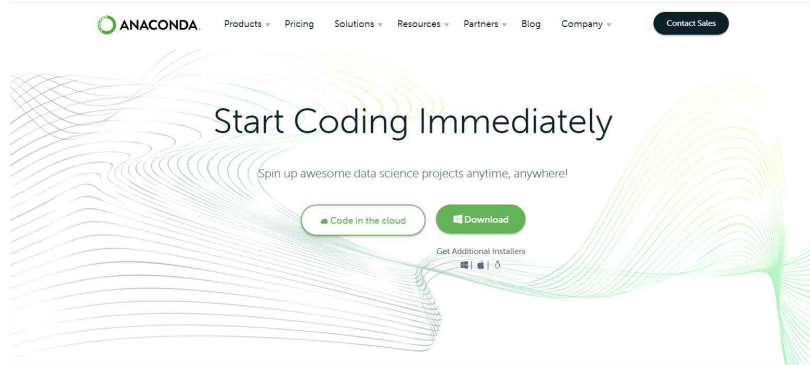 ANACONDA.
Products Pricing Solutions Resources Partners Blog Company Contact Sales
Start Coding Immediately
Spin up awesome data science projects anytime, anywhere!
Code in the cloud
Download
Get Additional Installers
| |